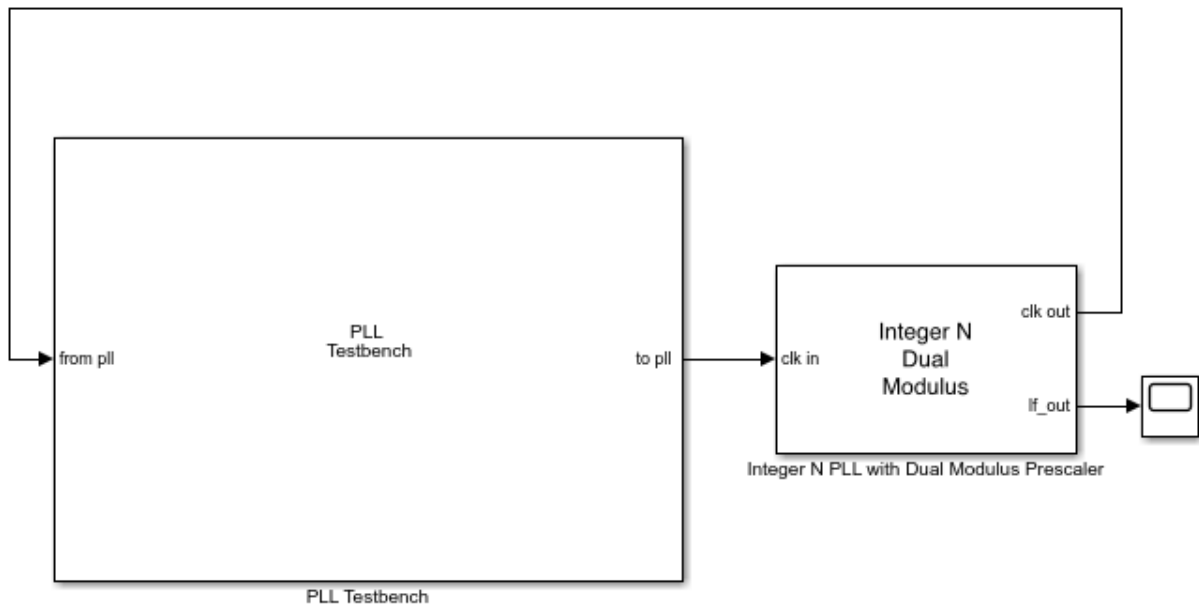 PLL
Testbench
from pll
to pll
PLL Testbench
clk in
Integer N
Dual
Modulus
clk out
lf_out
Integer N PLL with Dual Modulus Prescaler